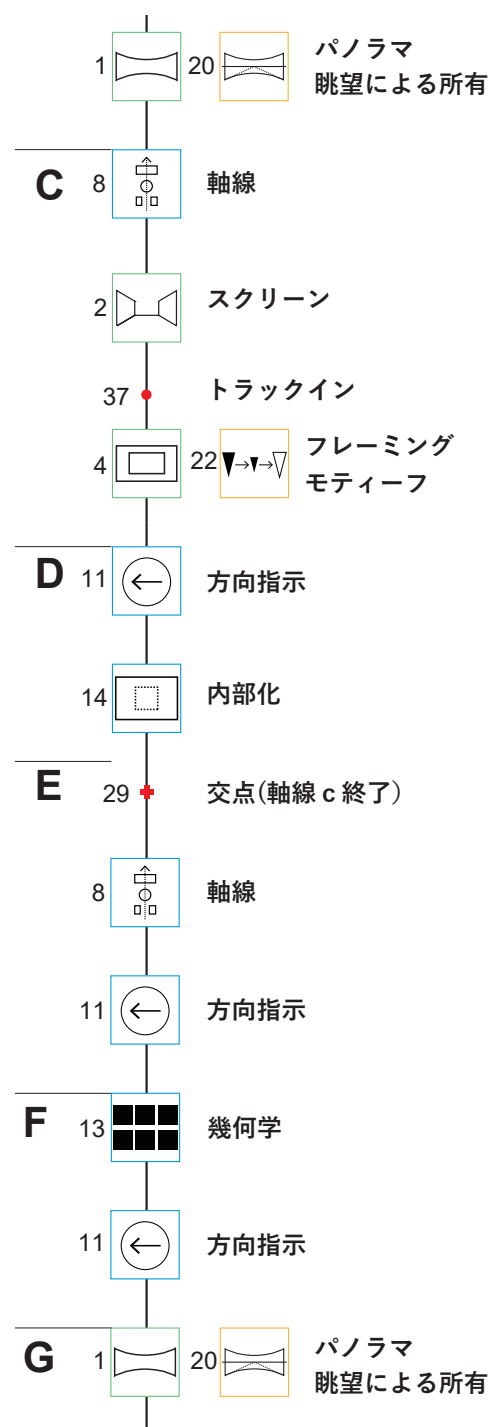 1 20 パノラマ
眺望による所有
C 8 軸線
2 スクリーン
37 トラックイン
4 22 フレーミング
モティーフ
D 11 方向指示
14 内部化
E 29 交点(軸線 c 終了)
8 軸線
11 方向指示
F 13 幾何学
11 方向指示
G 1 20 パノラマ
眺望による所有